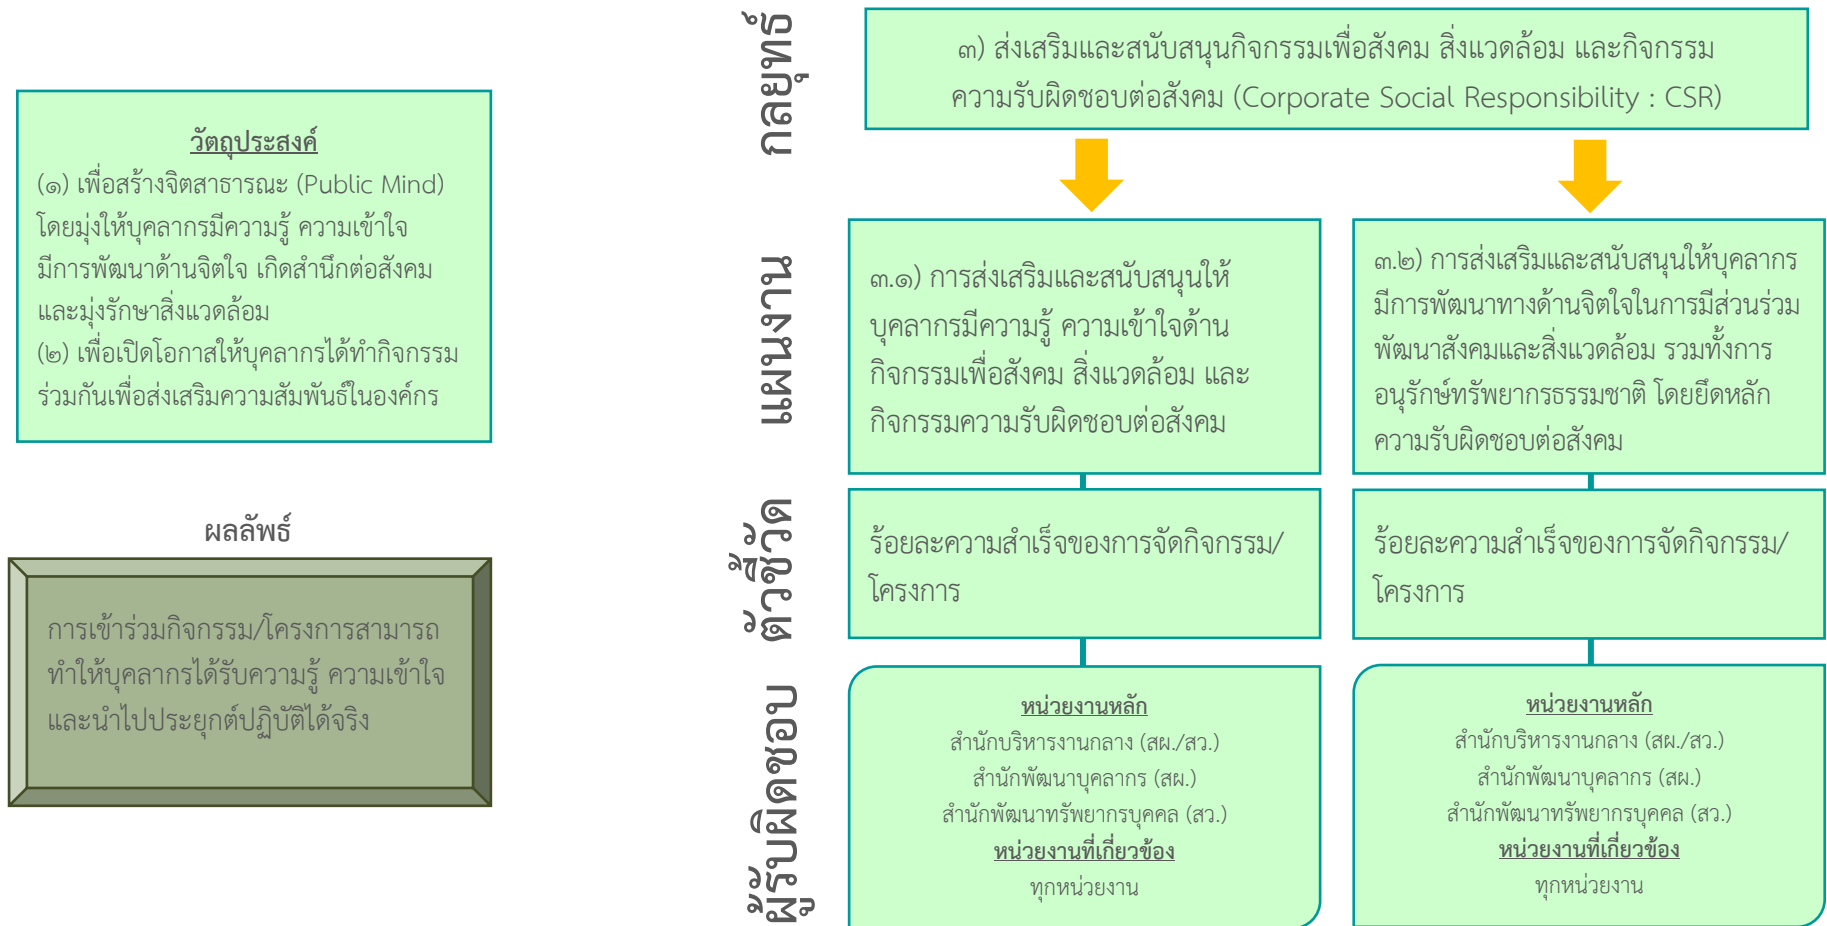 วัตถุประสงค์
(๑) เพื่อสร้างจิตสาธารณะ (Public Mind)
โดยมุ่งให้บุคลากรมีความรู้ ความเข้าใจ
มีการพัฒนาด้านจิตใจ เกิดสำนึกต่อสังคม
และมุ่งรักษาสิ่งแวดล้อม
(๒) เพื่อเปิดโอกาสให้บุคลากรได้ทำกิจกรรม
ร่วมกันเพื่อส่งเสริมความสัมพันธ์ในองค์กร
ผลลัพธ์
การเข้าร่วมกิจกรรม/โครงการสามารถ
ทำให้บุคลากรได้รับความรู้ ความเข้าใจ
และนำไปประยุกต์ปฏิบัติได้จริง
กลยุทธ์
๓) ส่งเสริมและสนับสนุนกิจกรรมเพื่อสังคม สิ่งแวดล้อม และกิจกรรม
ความรับผิดชอบต่อสังคม (Corporate Social Responsibility : CSR)
แผนงาน
๓.๑) การส่งเสริมและสนับสนุนให้
บุคลากรมีความรู้ ความเข้าใจด้าน
กิจกรรมเพื่อสังคม สิ่งแวดล้อม และ
กิจกรรมความรับผิดชอบต่อสังคม
๓.๒) การส่งเสริมและสนับสนุนให้บุคลากร
มีการพัฒนาทางด้านจิตใจในการมีส่วนร่วม
พัฒนาสังคมและสิ่งแวดล้อม รวมทั้งการ
อนุรักษ์ทรัพยากรธรรมชาติ โดยยึดหลัก
ความรับผิดชอบต่อสังคม
ตัวชี้วัด
ร้อยละความสำเร็จของการจัดกิจกรรม/
โครงการ
ร้อยละความสำเร็จของการจัดกิจกรรม/
โครงการ
ผู้รับผิดชอบ
หน่วยงานหลัก
สำนักบริหารงานกลาง (สผ./สว.)
สำนักพัฒนาบุคลากร (สผ.)
สำนักพัฒนาทรัพยากรบุคคล (สว.)
หน่วยงานที่เกี่ยวข้อง
ทุกหน่วยงาน
หน่วยงานหลัก
สำนักบริหารงานกลาง (สผ./สว.)
สำนักพัฒนาบุคลากร (สผ.)
สำนักพัฒนาทรัพยากรบุคคล (สว.)
หน่วยงานที่เกี่ยวข้อง
ทุกหน่วยงาน